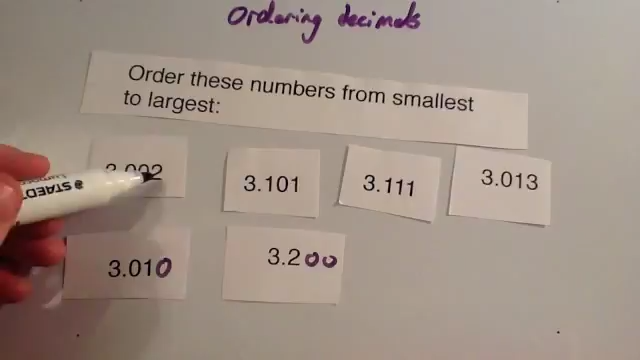 Ordering decimals
Order these numbers from smallest
to largest:
3.002 3.101 3.111 3.013
3.010 3.200
STAEDT